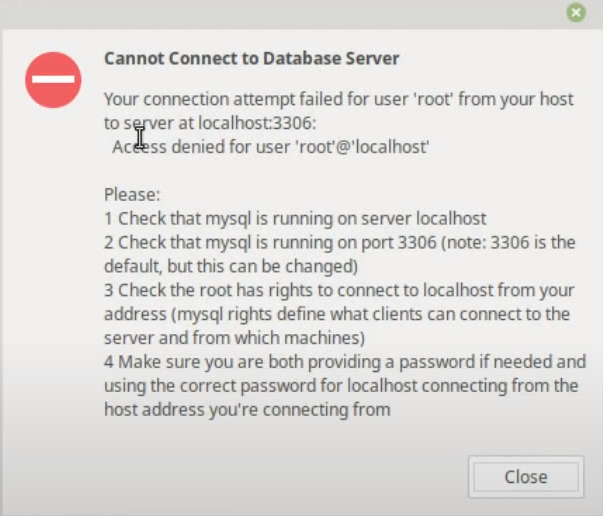 Cannot Connect to Database Server
Your connection attempt failed for user 'root' from your host
to server at localhost:3306:
Access denied for user 'root'@'localhost'
Please:
1 Check that mysql is running on server localhost
2 Check that mysql is running on port 3306 (note: 3306 is the
default, but this can be changed)
3 Check the root has rights to connect to localhost from your
address (mysql rights define what clients can connect to the
server and from which machines)
4 Make sure you are both providing a password if needed and
using the correct password for localhost connecting from the
host address you're connecting from
Close